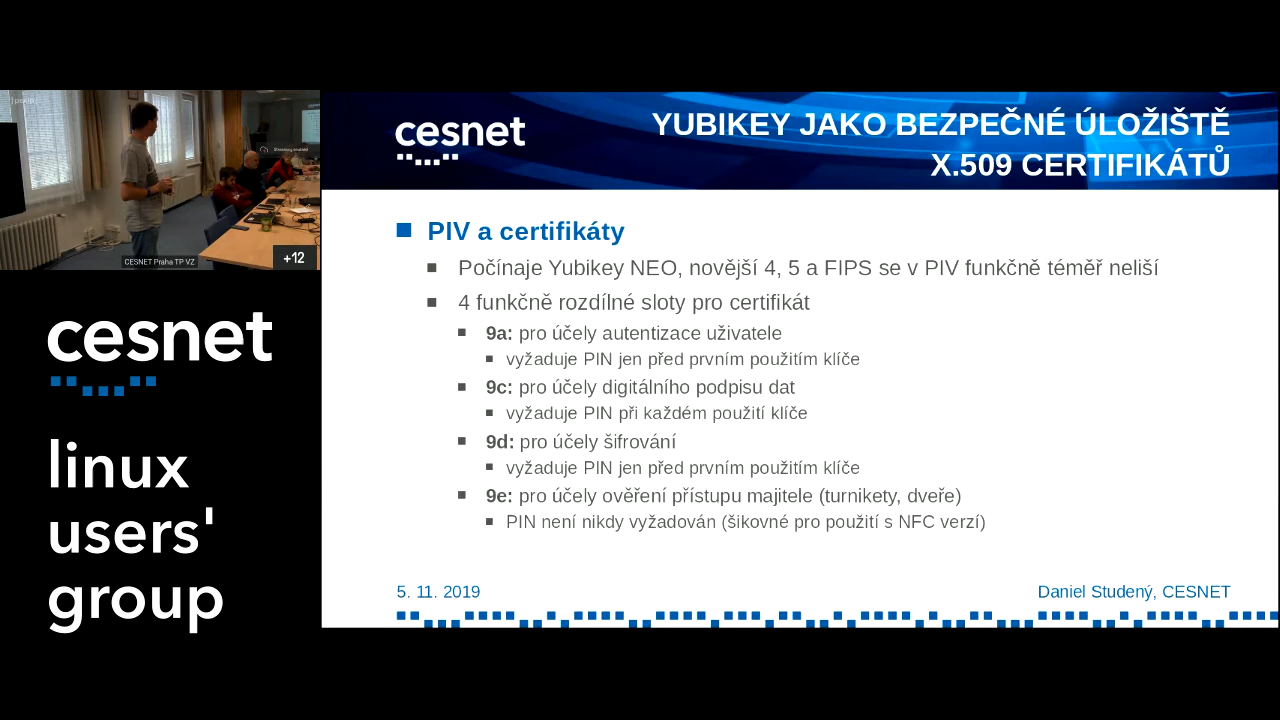 CESNET Praha TP VZ
+12
cesnet
linux
users'
group
cesnet
YUBIKEY JAKO BEZPEČNÉ ÚLOŽIŠTĚ
X.509 CERTIFIKÁTŮ
PIV a certifikáty
Počínaje Yubikey NEO, novější 4, 5 a FIPS se v PIV funkčně téměř neliší
4 funkčně rozdílné sloty pro certifikát
9a: pro účely autentizace uživatele
vyžaduje PIN jen před prvním použitím klíče
9c: pro účely digitálního podpisu dat
vyžaduje PIN při každém použití klíče
9d: pro účely šifrování
vyžaduje PIN jen před prvním použitím klíče
9e: pro účely ověření přístupu majitele (turnikety, dveře)
PIN není nikdy vyžadován (šikovné pro použití s NFC verzí)
5. 11. 2019
Daniel Studený, CESNET